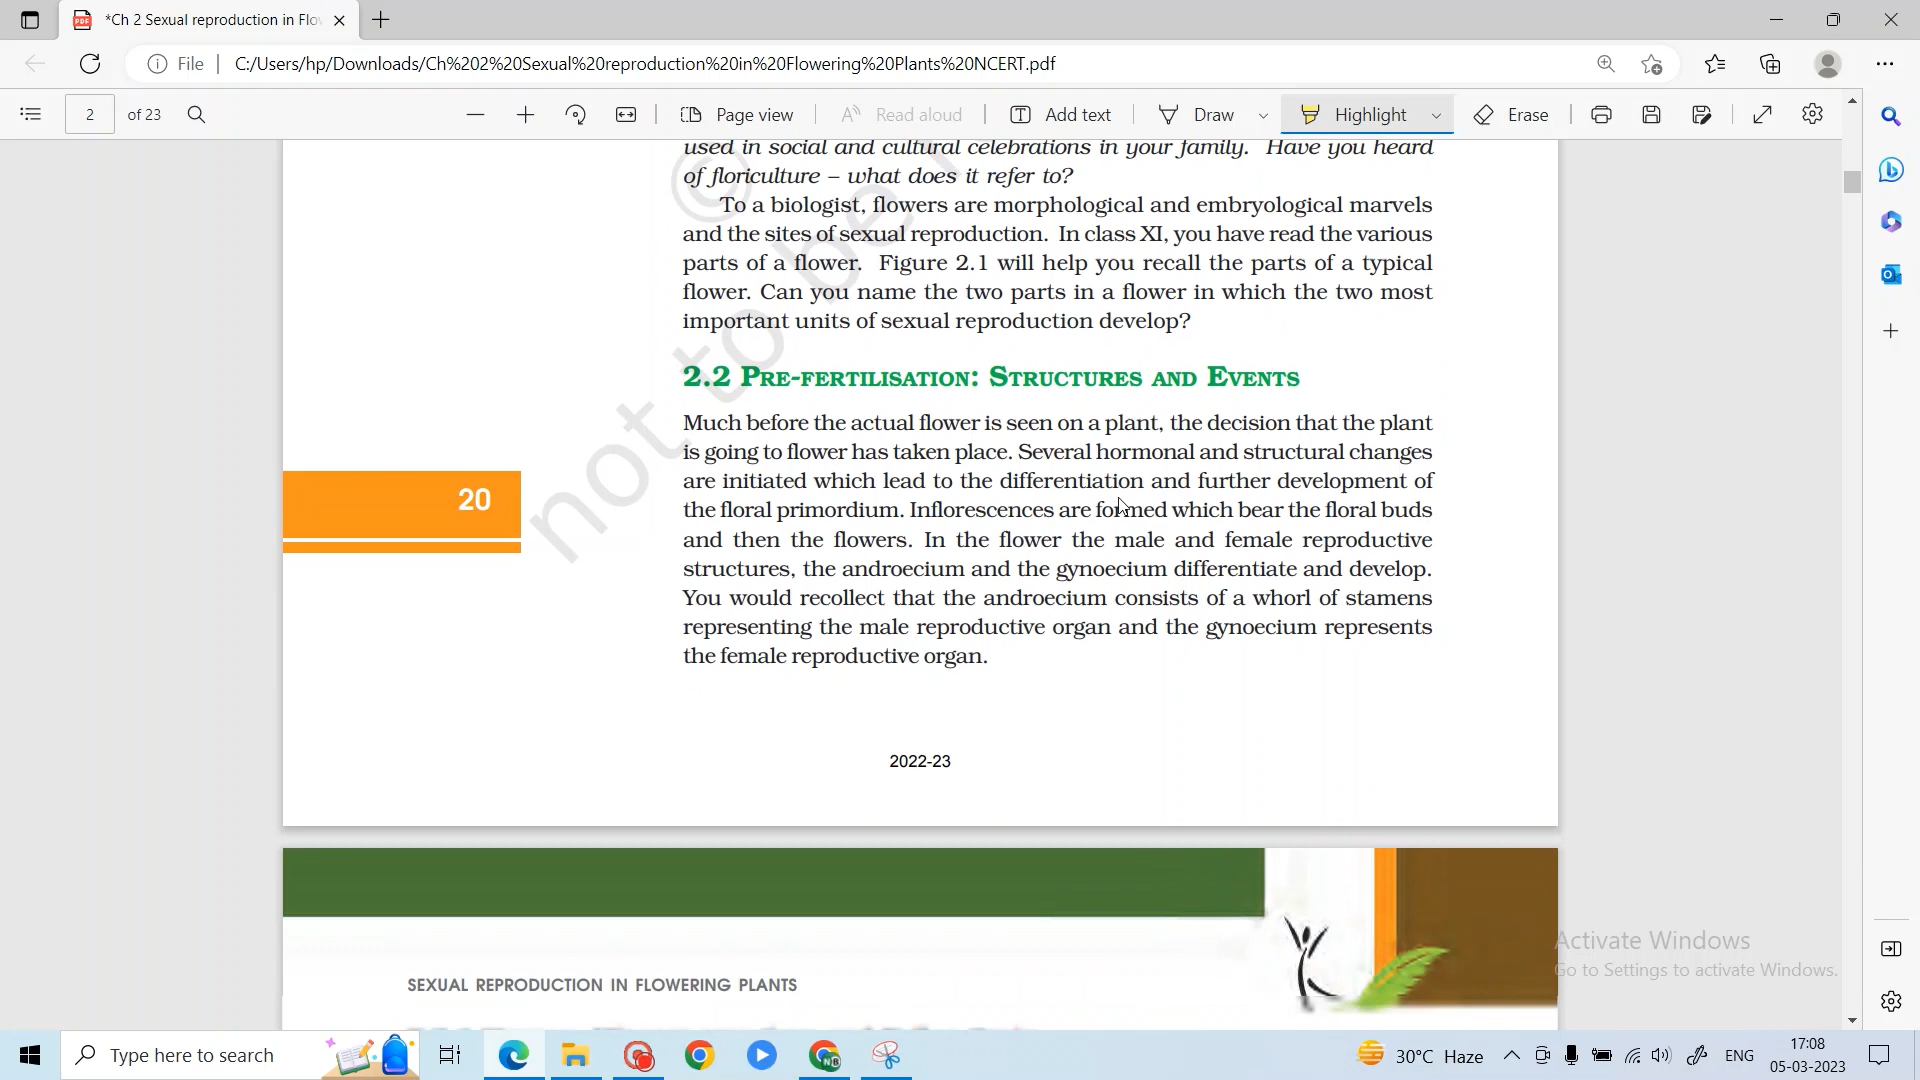 *Ch 2 Sexual reproduction in Flo
File
C:/Users/hp/Downloads/Ch%202%20Sexual%20reproduction%20in%20Flowering%20Plants%20NCERT.pdf
2 of 23
Page view
Read aloud
Add text
Draw
Highlight
Erase
used in social and cultural celebrations in your family. Have you heard
of floriculture – what does it refer to?
To a biologist, flowers are morphological and embryological marvels
and the sites of sexual reproduction. In class XI, you have read the various
parts of a flower. Figure 2.1 will help you recall the parts of a typical
flower. Can you name the two parts in a flower in which the two most
important units of sexual reproduction develop?
2.2 PRE-FERTILISATION: STRUCTURES AND EVENTS
Much before the actual flower is seen on a plant, the decision that the plant
is going to flower has taken place. Several hormonal and structural changes
are initiated which lead to the differentiation and further development of
the floral primordium. Inflorescences are formed which bear the floral buds
and then the flowers. In the flower the male and female reproductive
structures, the androecium and the gynoecium differentiate and develop.
You would recollect that the androecium consists of a whorl of stamens
representing the male reproductive organ and the gynoecium represents
the female reproductive organ.
20
© not to be
2022-23
SEXUAL REPRODUCTION IN FLOWERING PLANTS
Activate Windows
Go to Settings to activate Windows.
Type here to search
30°C Haze
ENG
17:08
05-03-2023